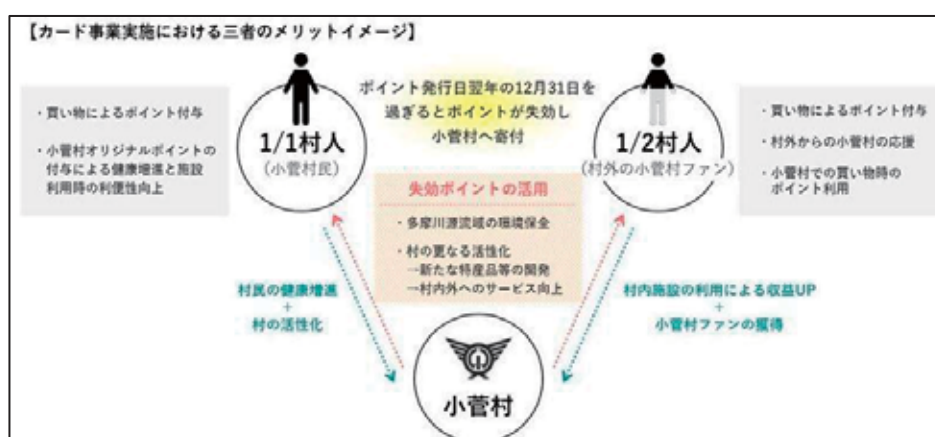 【カード事業実施における三者のメリットイメージ】
・買い物によるポイント付与
・小菅村オリジナルポイントの
付与による健康増進と施設
利用時の利便性向上
1/1村人
(小菅村民)
ポイント発行日翌年の12月31日を
過ぎるとポイントが失効し
小菅村へ寄付
1/2村人
(村外の小菅村ファン)
・買い物によるポイント付与
・村外からの小菅村の応援
・小菅村での買い物時の
ポイント利用
失効ポイントの活用
・多摩川源流域の環境保全
・村の更なる活性化
→新たな特産品等の開発
→村内外へのサービス向上
村民の健康増進
+
村の活性化
村内施設の利用による収益UP
+
小菅村ファンの獲得
小菅村